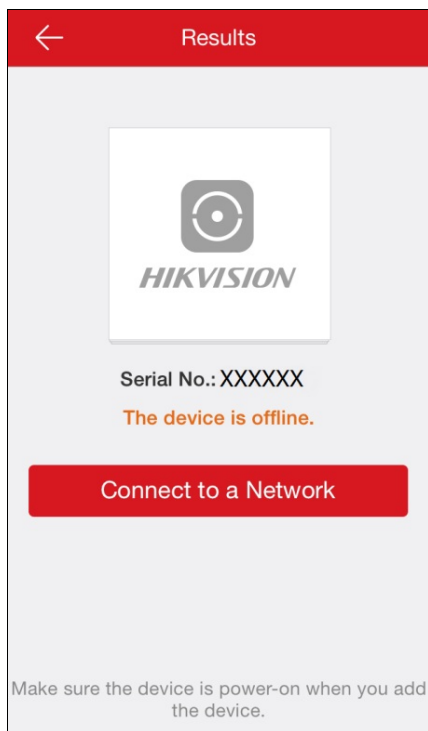 Results
HIKVISION
Serial No.: XXXXXX
The device is offline.
Connect to a Network
Make sure the device is power-on when you add
the device.